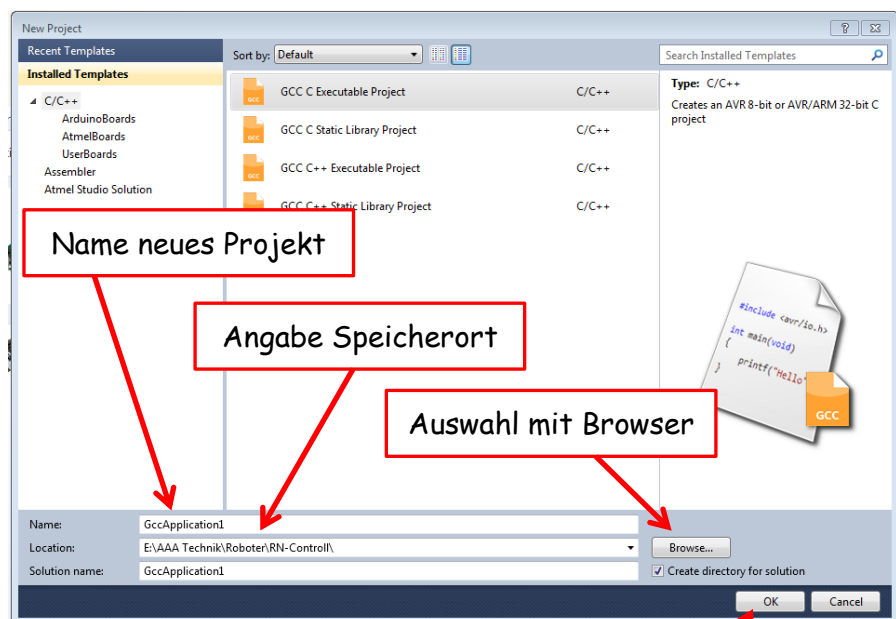 New Project
Recent Templates
Installed Templates
C/C++
ArduinoBoards
AtmelBoards
UserBoards
Assembler
Atmel Studio Solution
Sort by: Default
GCC C Executable Project C/C++
GCC C Static Library Project C/C++
GCC C++ Executable Project C/C++
GCC C++ Static Library Project C/C++
Search Installed Templates
Type: C/C++
Creates an AVR 8-bit or AVR/ARM 32-bit C
project
#include <avr/io.h>
int main(void)
{
printf("Hello"
}
GCC
Name neues Projekt
Angabe Speicherort
Auswahl mit Browser
Name: GccApplication1
Location: E:\AAA Technik\Roboter\RN-Controll\
Browse...
Solution name: GccApplication1
Create directory for solution
OK Cancel